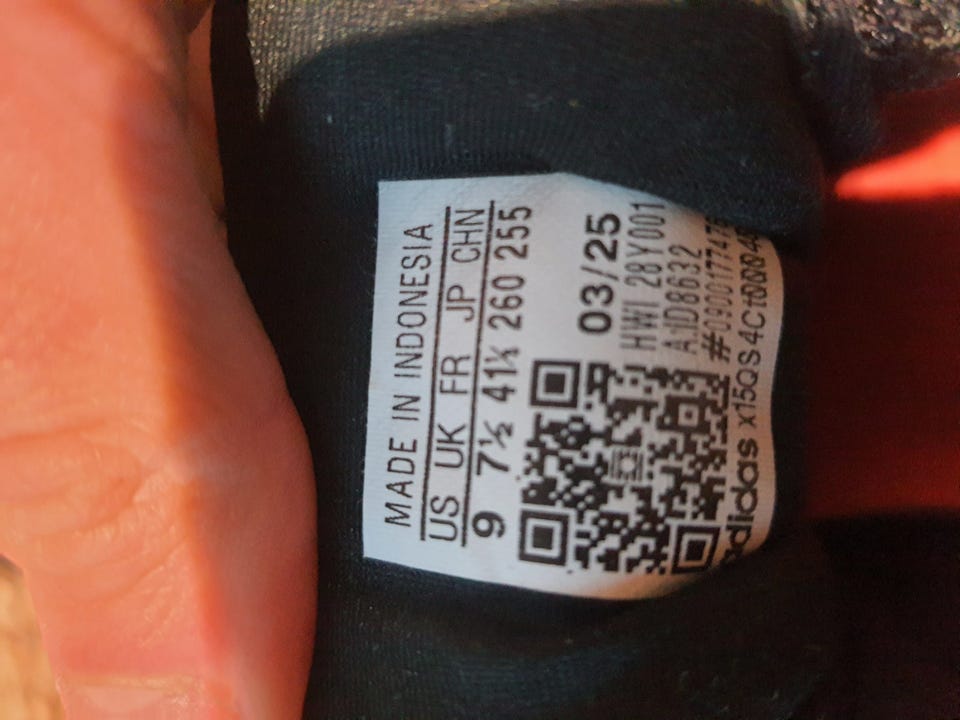 MADE IN INDONESIA
US UK FR JP CHN
9 7½ 41⅓ 260 255
03/25
HWI 28Y001
adidas